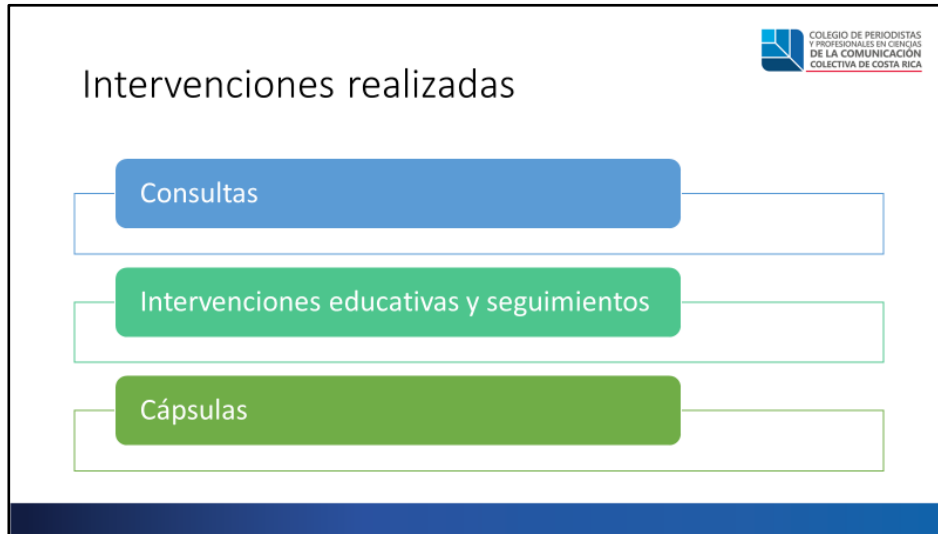 COLEGIO DE PERIODISTAS
Y PROFESIONALES EN CIENCIAS
DE LA COMUNICACIÓN
COLECTIVA DE COSTA RICA
Intervenciones realizadas
Consultas
Intervenciones educativas y seguimientos
Cápsulas